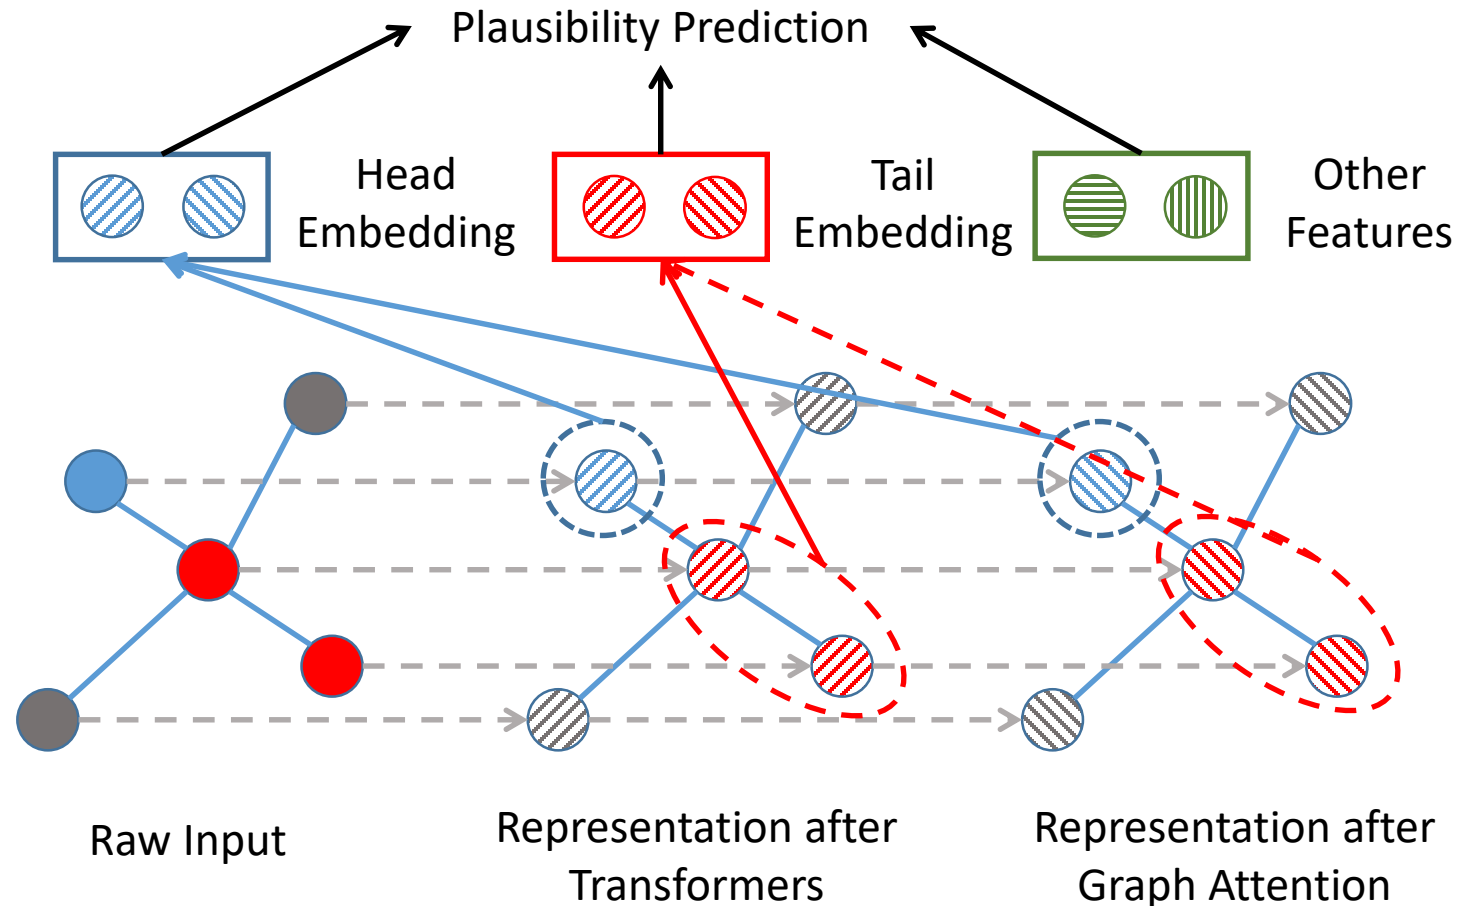 Plausibility Prediction
Head
Embedding
Tail
Embedding
Other
Features
Raw Input
Representation after
Transformers
Representation after
Graph Attention